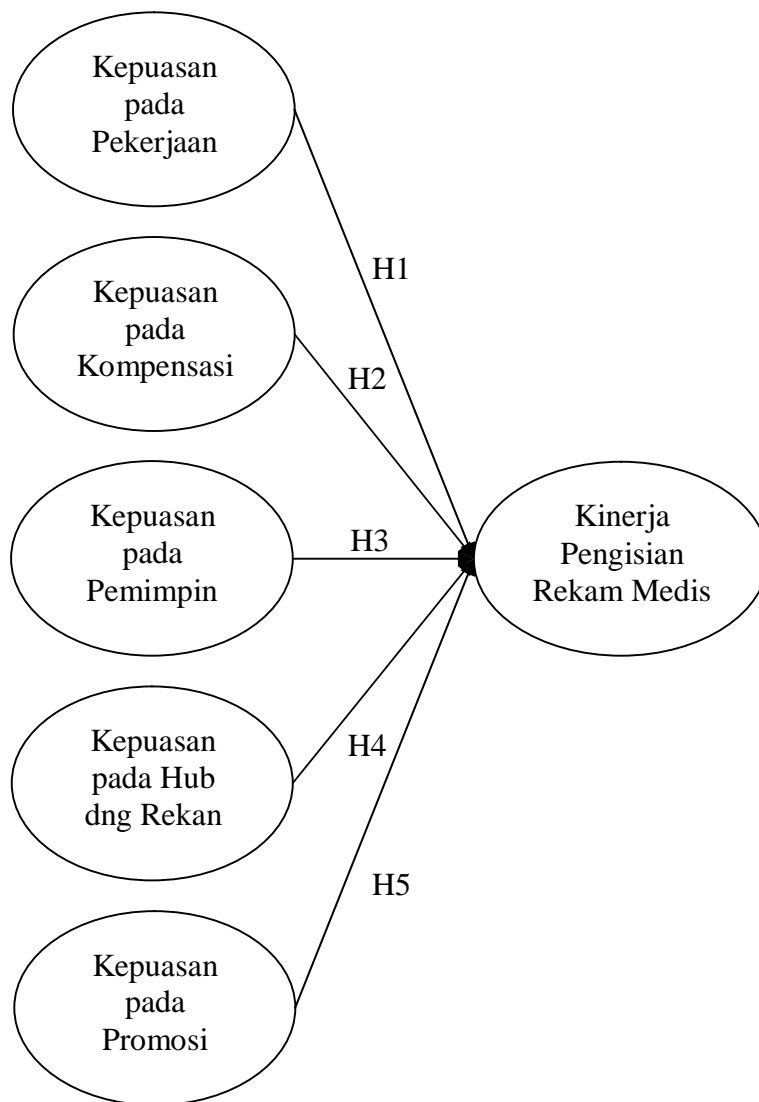 Kepuasan
pada
Pekerjaan
H1
Kepuasan
pada
Kompensasi
H2
Kepuasan
pada
Pemimpin
H3
Kinerja
Pengisian
Rekam Medis
Kepuasan
pada Hub
dng Rekan
H4
H5
Kepuasan
pada
Promosi